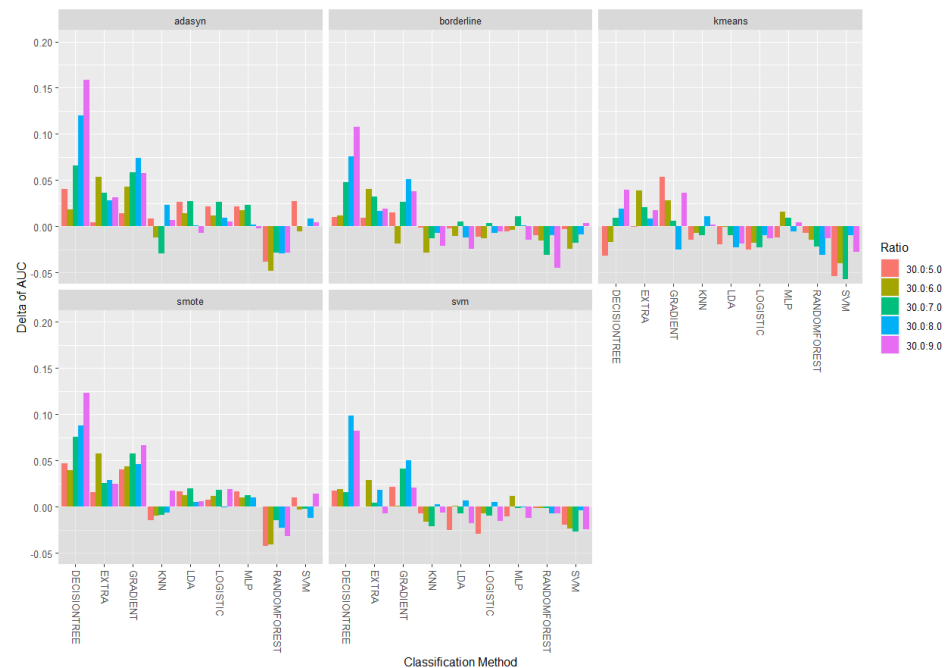 adasyn
borderline
kmeans
0.20
0.15
0.10
0.05
0.00
-0.05
Delta of AUC
smote
svm
DECISIONTREE
EXTRA
GRADIENT
KNN
LDA
LOGISTIC
MLP
RANDOMFOREST
SVM
0.20
0.15
0.10
0.05
0.00
-0.05
DECISIONTREE
EXTRA
GRADIENT
KNN
LDA
LOGISTIC
MLP
RANDOMFOREST
SVM
DECISIONTREE
EXTRA
GRADIENT
KNN
LDA
LOGISTIC
MLP
RANDOMFOREST
SVM
Classification Method
Ratio
30.0:5.0
30.0:6.0
30.0:7.0
30.0:8.0
30.0:9.0